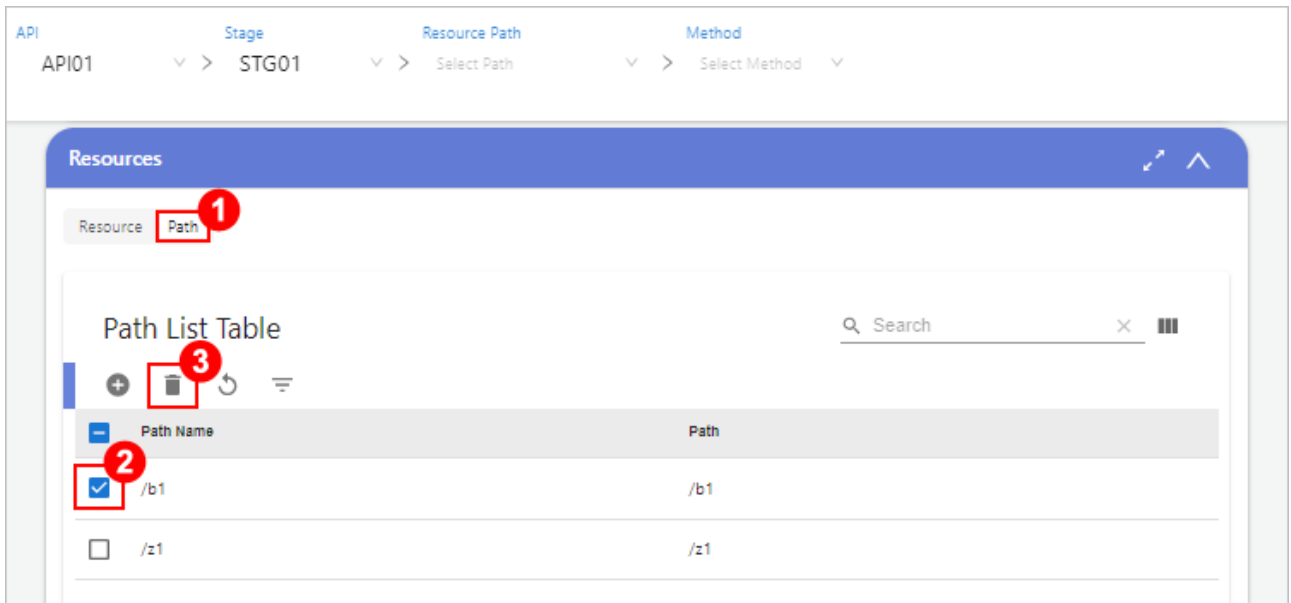 API Stage Resource Path Method
API01 > STG01 > Select Path > Select Method
Resources
1
Resource Path
Path List Table Search
3
Path Name Path
2
/b1 /b1
/z1 /z1